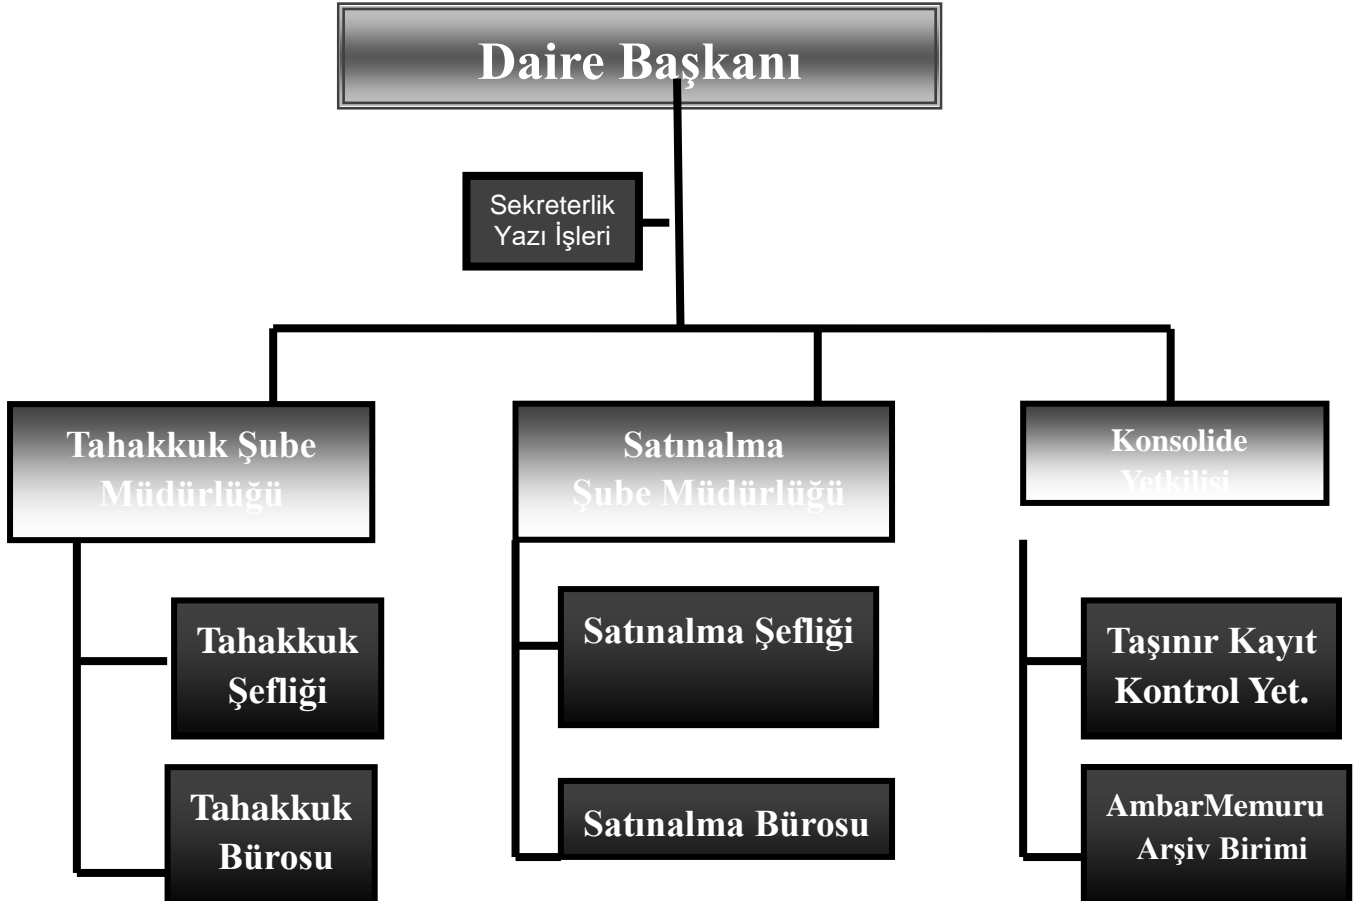 Daire Başkanı
Sekreterlik
Yazı İşleri
Tahakkuk Şube
Müdürlüğü
Satınalma
Şube Müdürlüğü
Konsolide
Yetkilisi
Tahakkuk
Şefliği
Satınalma Şefliği
Taşınır Kayıt
Kontrol Yet.
Tahakkuk
Bürosu
Satınalma Bürosu
AmbarMemuru
Arşiv Birimi